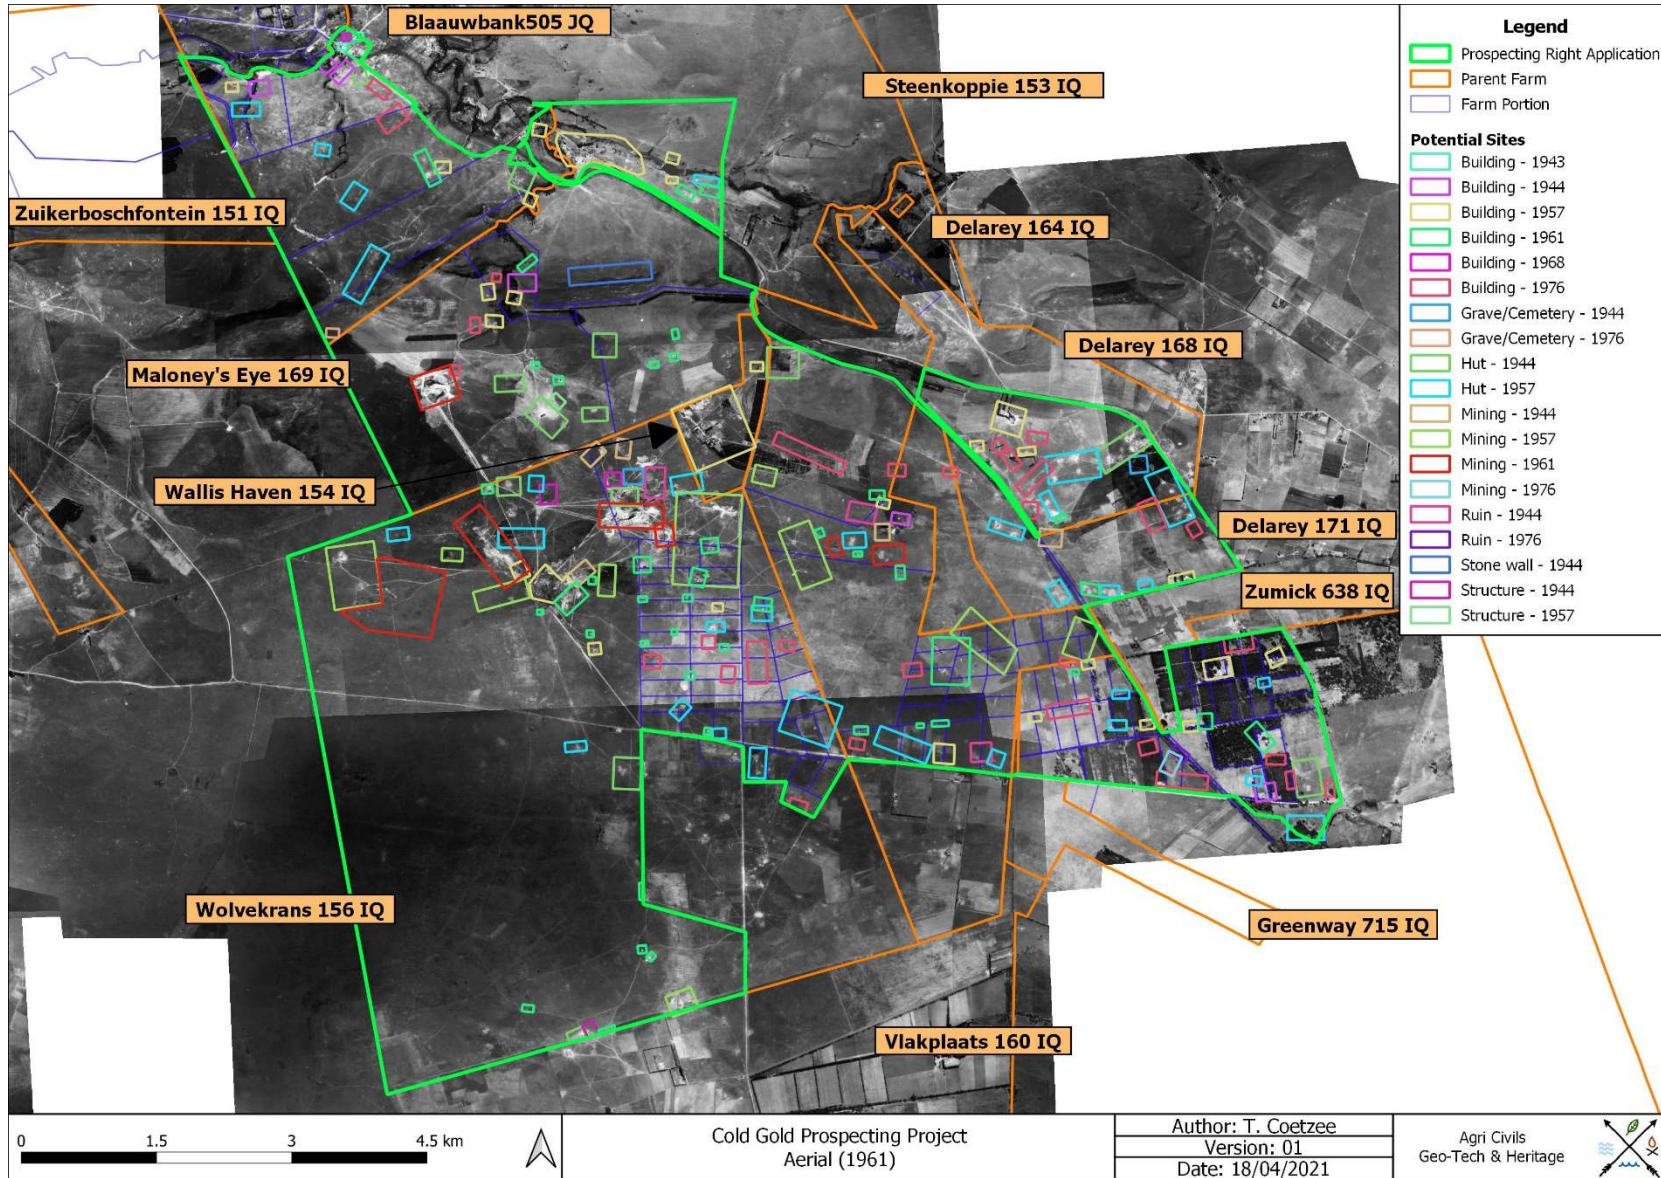 Blaauwbank505 JQ
Steenkoppie 153 IQ
Zuikerboschfontein 151 IQ
Delarey 164 IQ
Maloney's Eye 169 IQ
Delarey 168 IQ
Wallis Haven 154 IQ
Delarey 171 IQ
Zumick 638 IQ
Wolvekrans 156 IQ
Greenway 715 IQ
Vlakplaats 160 IQ
Legend
Prospecting Right Application
Parent Farm
Farm Portion
Potential Sites
Building - 1943
Building - 1944
Building - 1957
Building - 1961
Building - 1968
Building - 1976
Grave/Cemetery - 1944
Grave/Cemetery - 1976
Hut - 1944
Hut - 1957
Mining - 1944
Mining - 1957
Mining - 1961
Mining - 1976
Ruin - 1944
Ruin - 1976
Stone wall - 1944
Structure - 1944
Structure - 1957
0 1.5 3 4.5 km
Cold Gold Prospecting Project
Aerial (1961)
Author: T. Coetzee
Version: 01
Date: 18/04/2021
Agri Civils
Geo-Tech & Heritage